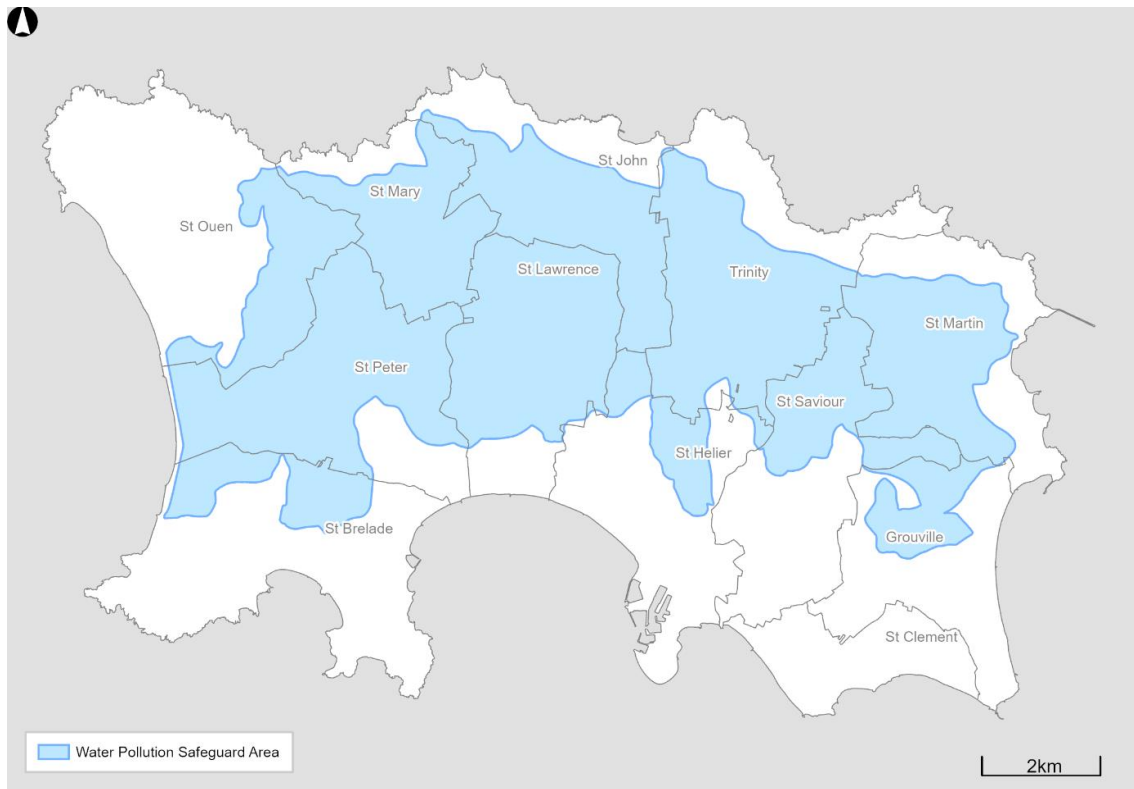 St John
St Mary
St Ouen
St Lawrence
Trinity
St Martin
St Peter
St Saviour
St Helier
St Brelade
Grouville
St Clement
Water Pollution Safeguard Area
2km